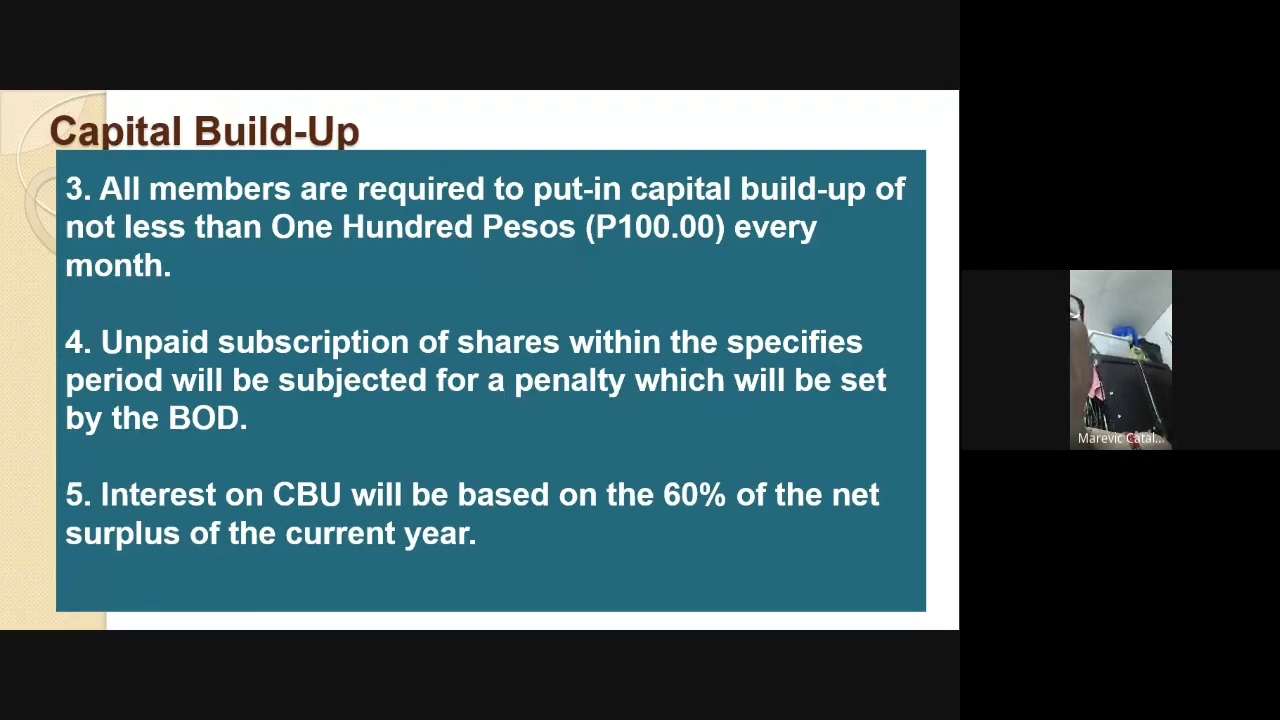 Capital Build-Up
3. All members are required to put-in capital build-up of
not less than One Hundred Pesos (P100.00) every
month.
4. Unpaid subscription of shares within the specifies
period will be subjected for a penalty which will be set
by the BOD.
5. Interest on CBU will be based on the 60% of the net
surplus of the current year.
Marevic Catal...